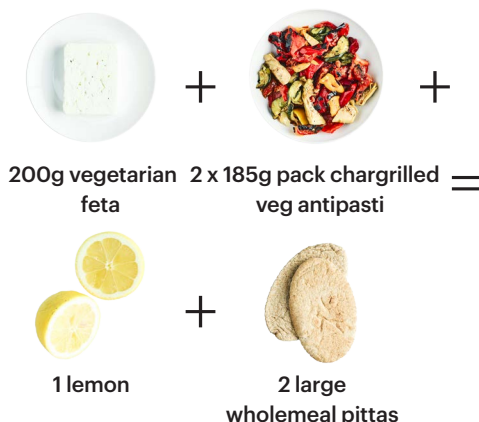 +
+
200g vegetarian
feta
2 x 185g pack chargrilled
veg antipasti
=
+
1 lemon
2 large
wholemeal pittas